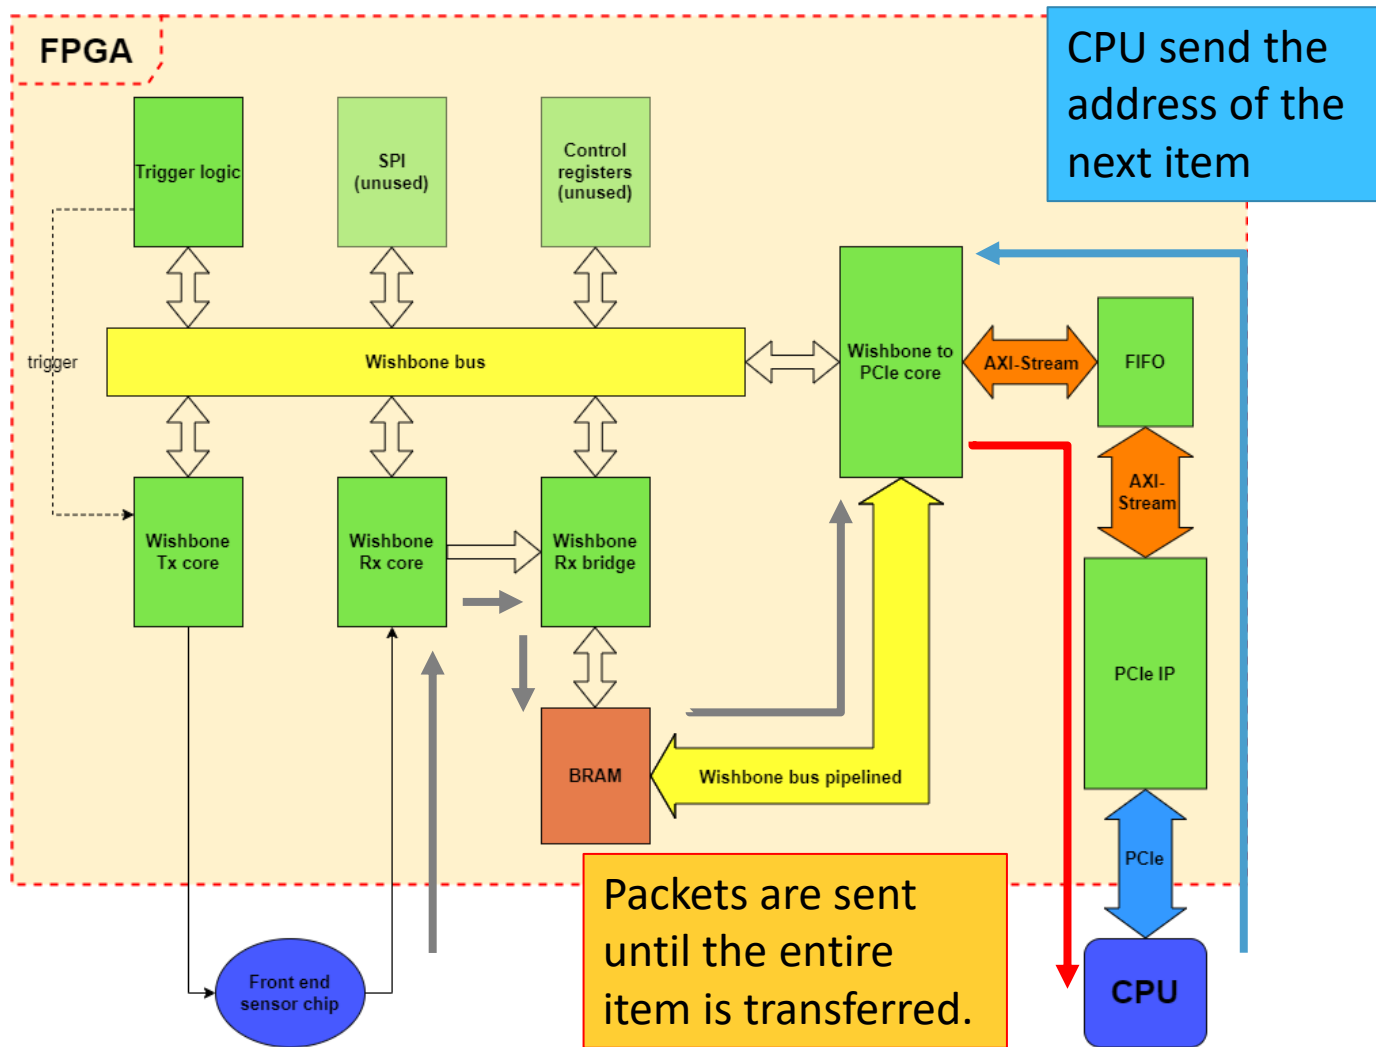 FPGA
CPU send the
address of the
next item
Trigger logic
SPI
(unused)
Control
registers
(unused)
trigger
Wishbone bus
Wishbone to
PCIe core
AXI-Stream
FIFO
AXI-
Stream
Wishbone
Tx core
Wishbone
Rx core
Wishbone
Rx bridge
PCIe IP
BRAM
Wishbone bus pipelined
PCIe
Packets are sent
until the entire
item is transferred.
Front end
sensor chip
CPU